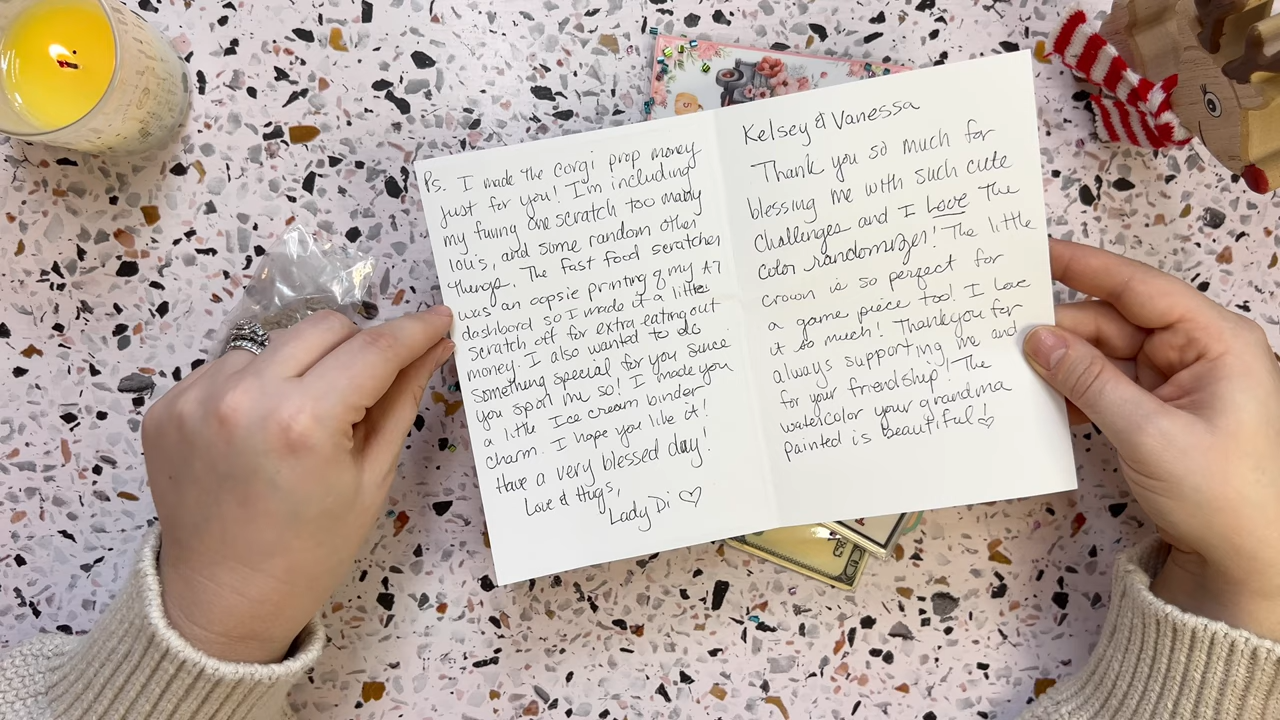 Ps. I made the Corgi prop money
just for you! I'm including
my faving one scratch too many
lou's, and some random other
things. The fast food scratcher
was an oopsie printing of my A7
dashbord so I made it a little
scratch off for extra eating out
money. I also wanted to do
something special for you since
you sport me so! I made you
a little Ice cream binder
charm. I hope you like it!
Have a very blessed day!
Love & Hugs,
Lady Di ♡
Kelsey & Vanessa
Thank you so much for
blessing me with such cute
challenges and I Love the
color randomizer! The little
crown is so perfect for
a game piece too! I Love
it so much! Thank you for
always supporting me and
for your friendship! The
watercolor your grandma
Painted is beautiful! ♡
5